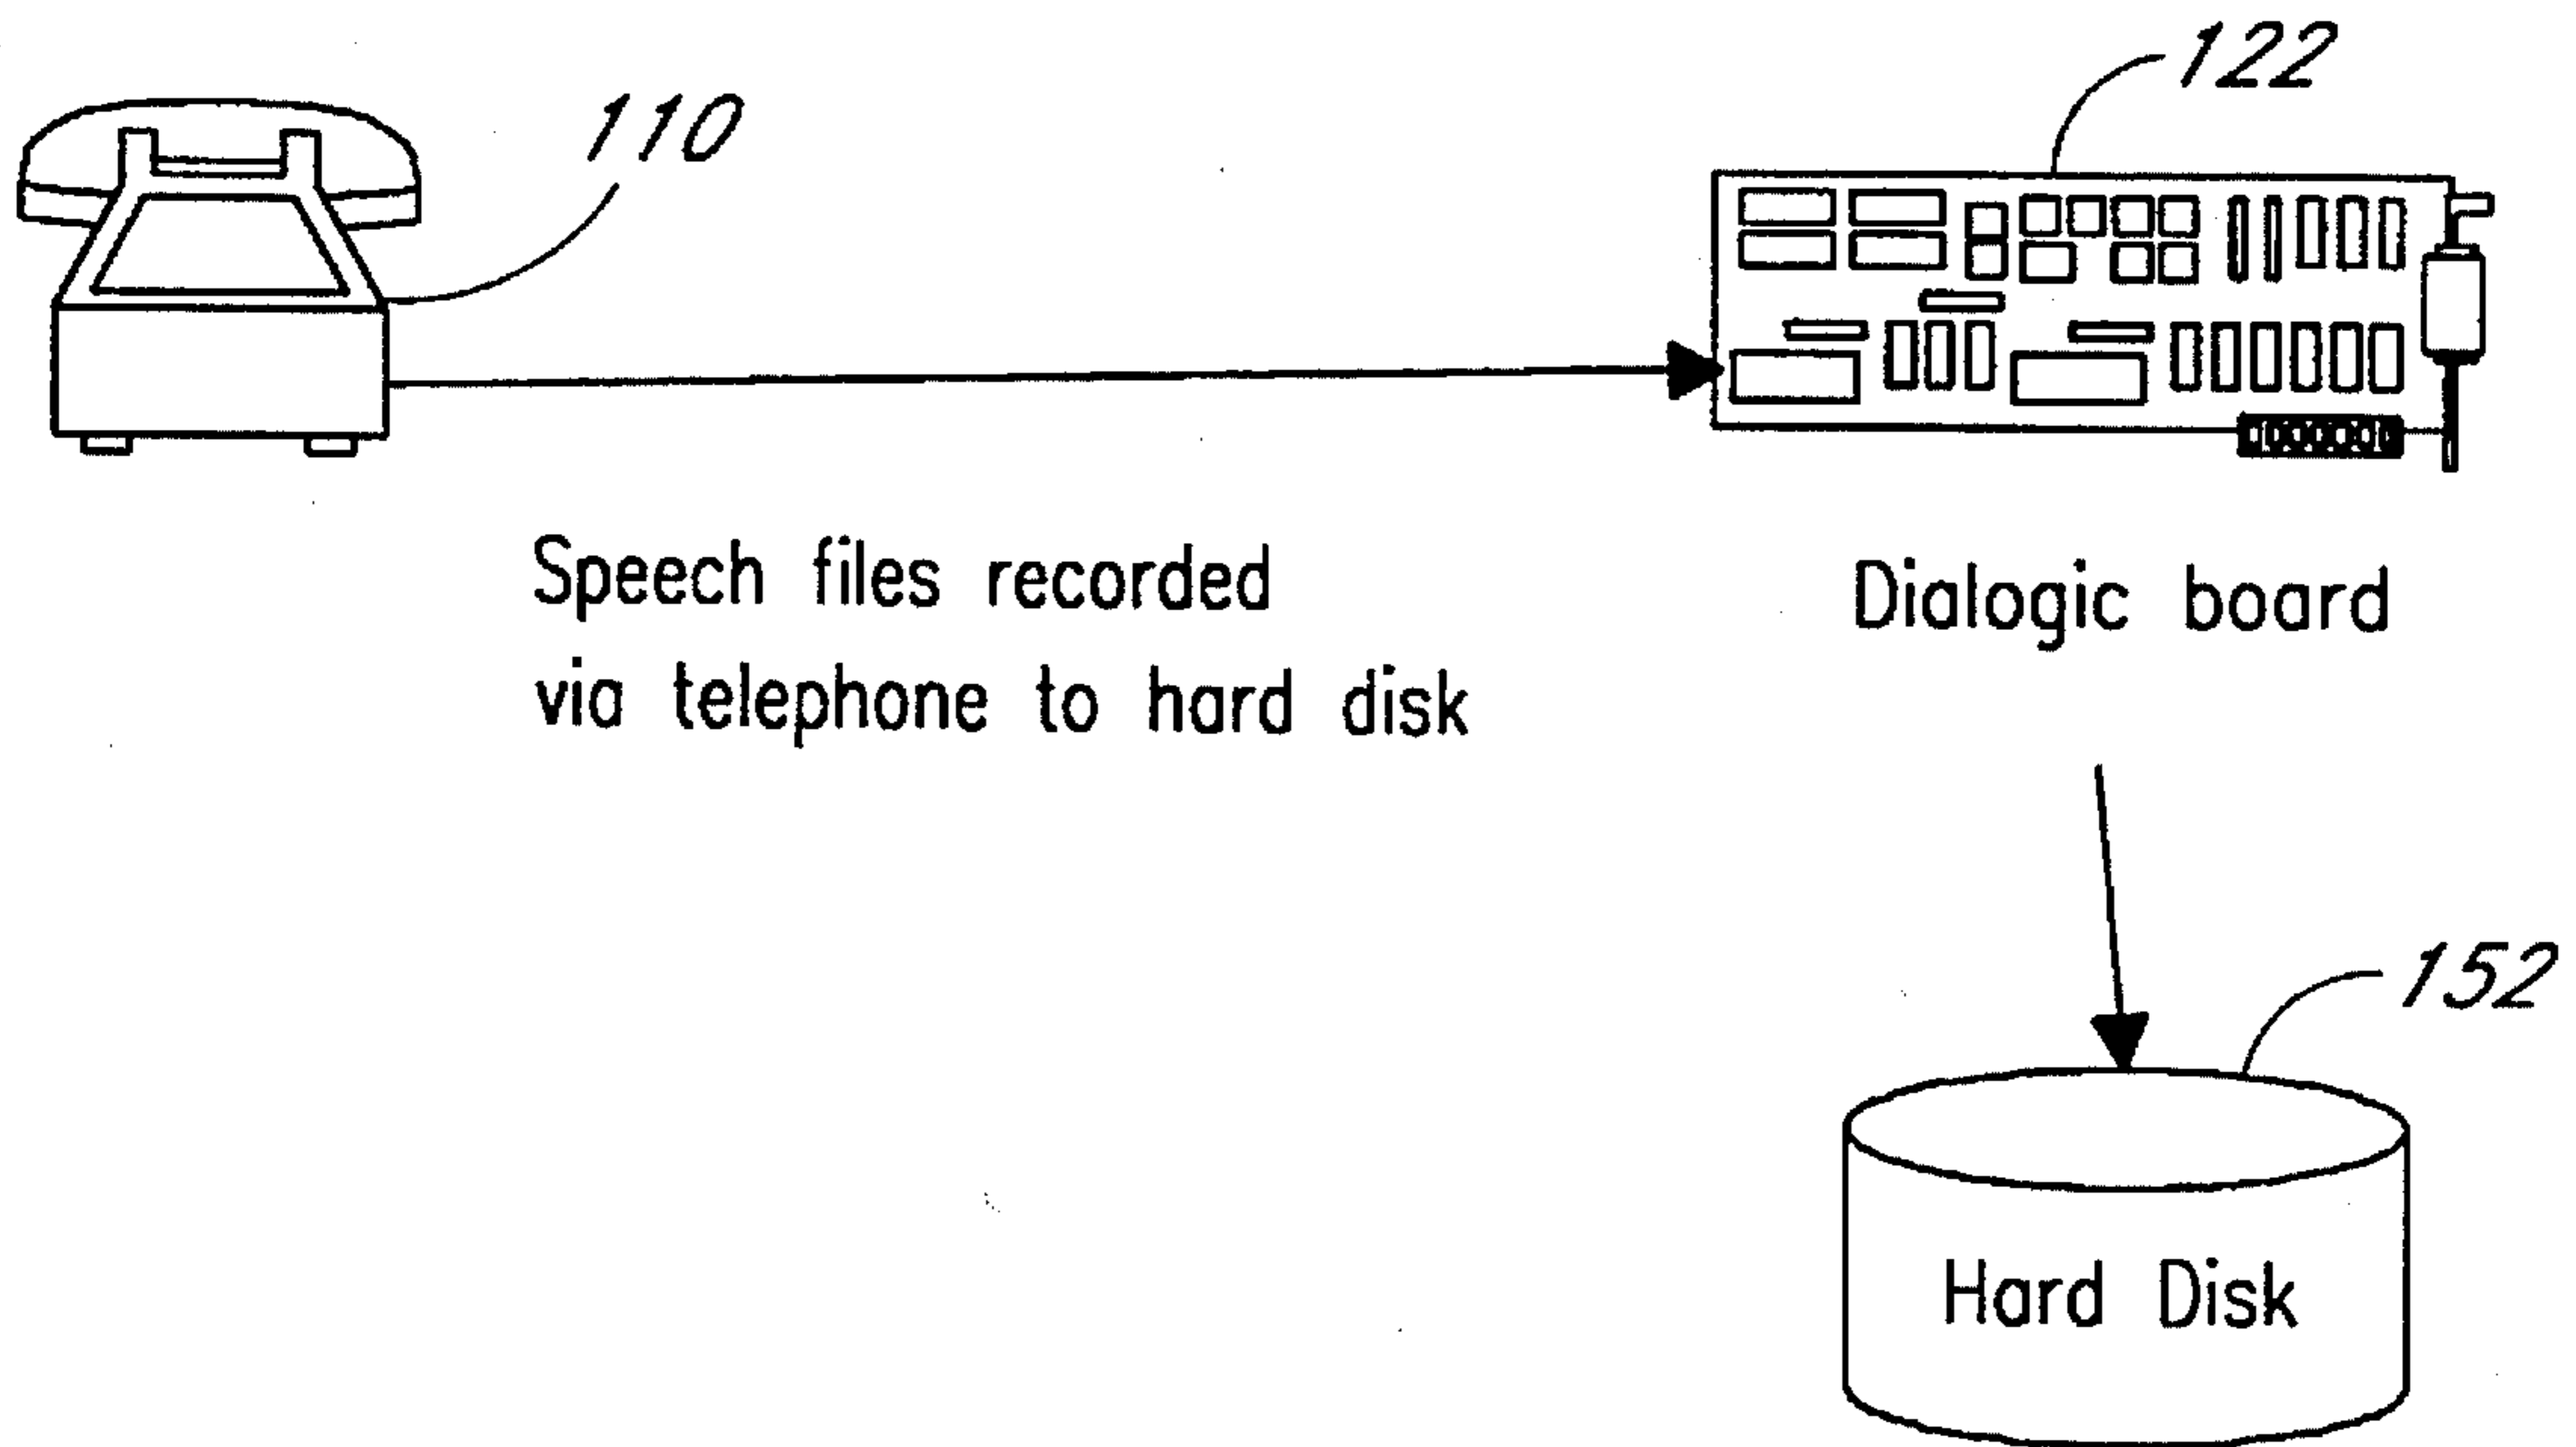 122
110
Speech files recorded
via telephone to hard disk
Dialogic board
152
Hard Disk